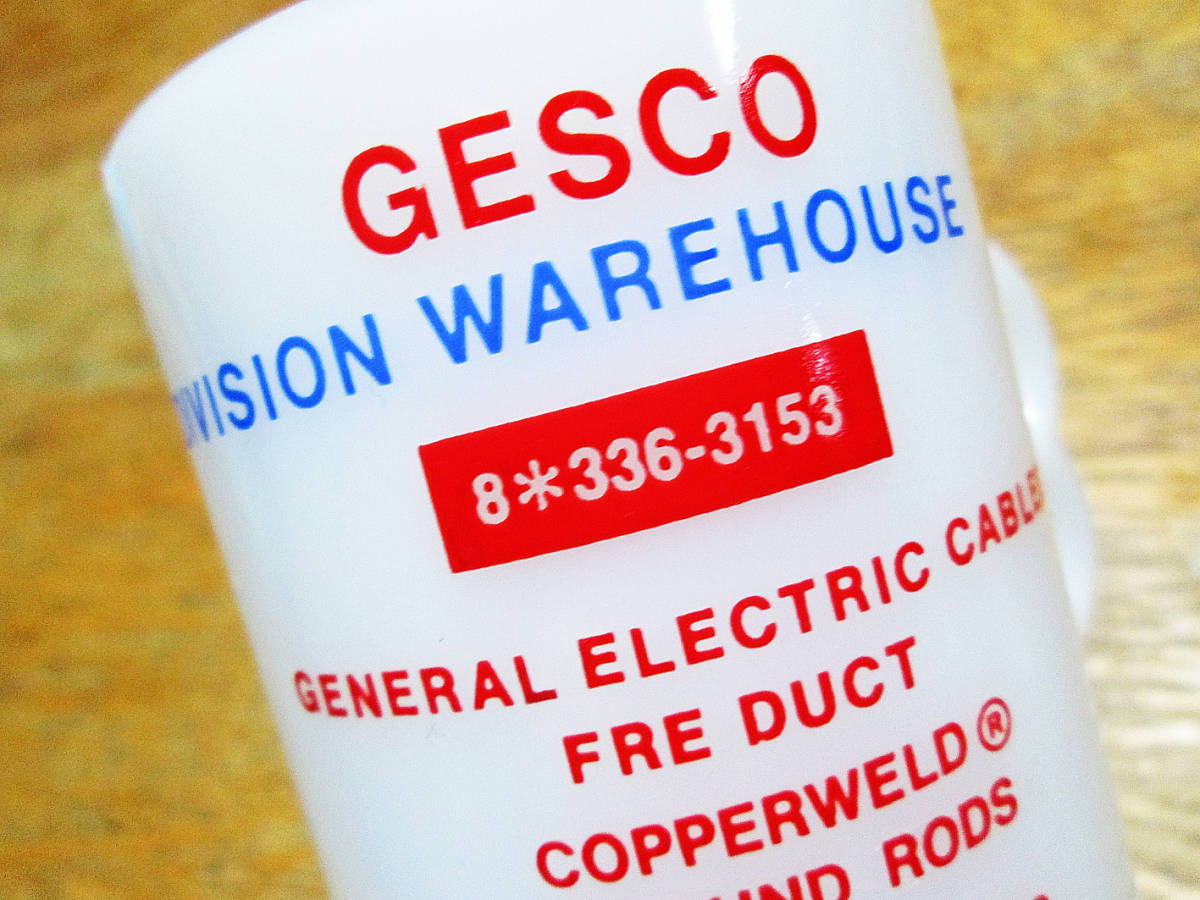 GESCO
DIVISION WAREHOUSE
8*336-3153
GENERAL ELECTRIC CABLE
FRE DUCT
COPPERWELD®
RODS